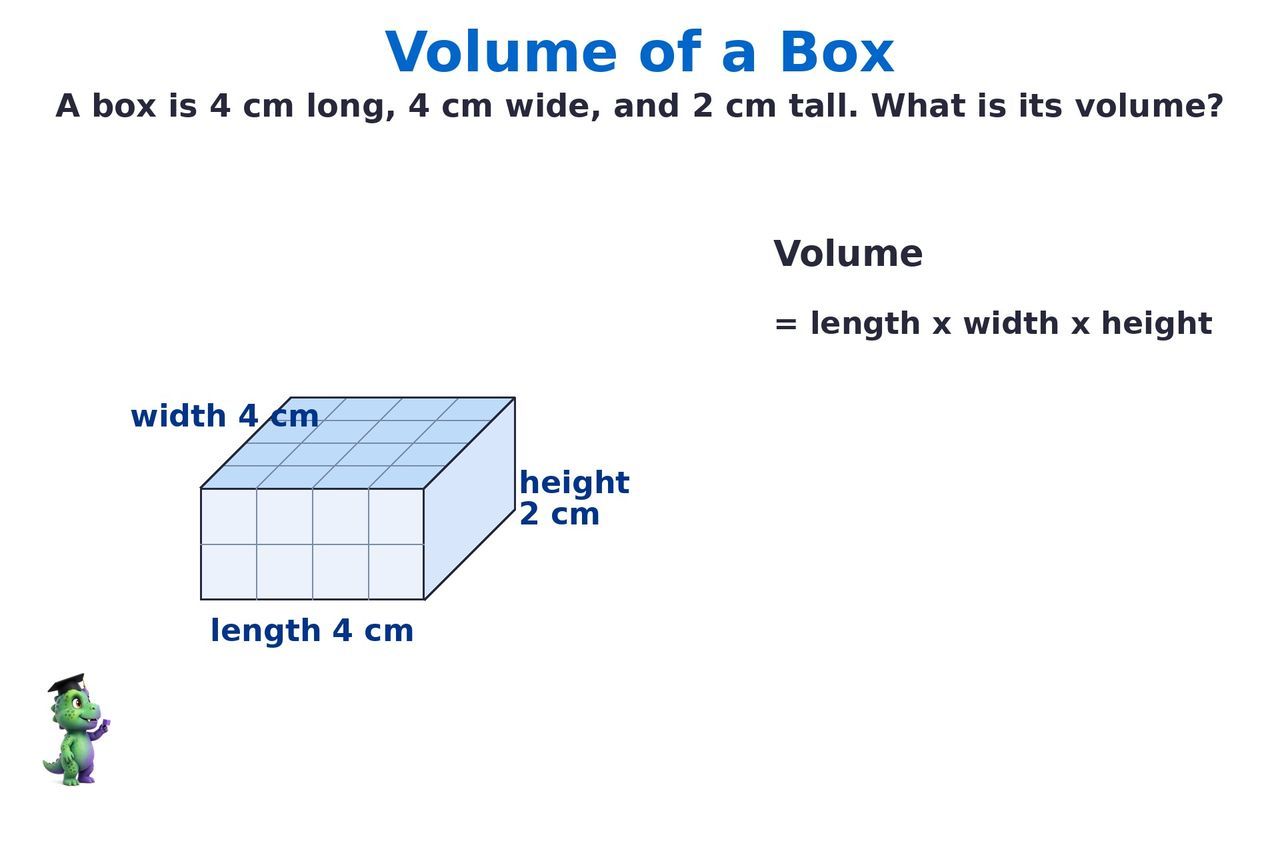 Volume of a Box
A box is 4 cm long, 4 cm wide, and 2 cm tall. What is its volume?
Volume
= length x width x height
width 4 cm
height
2 cm
length 4 cm